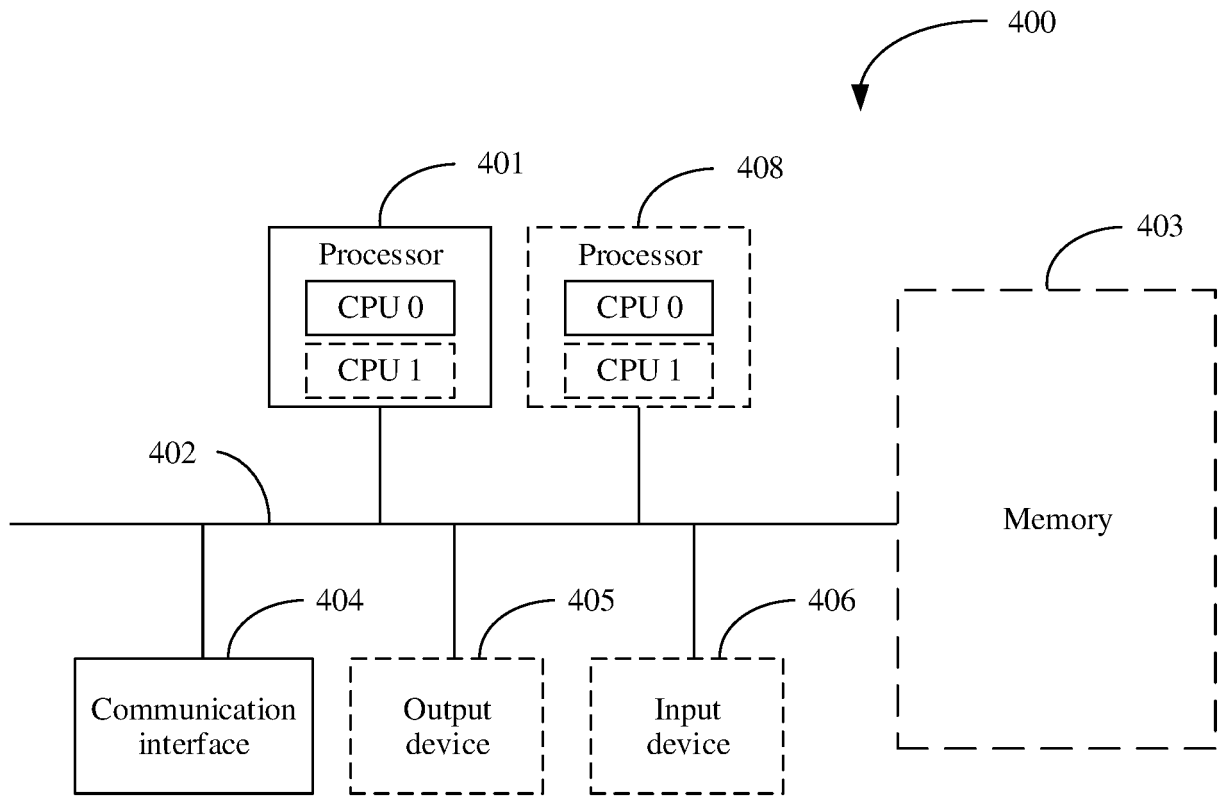 400
401
408
403
Processor
CPU 0
CPU 1
Processor
CPU 0
CPU 1
402
Memory
404
405
406
Communication
interface
Output
device
Input
device